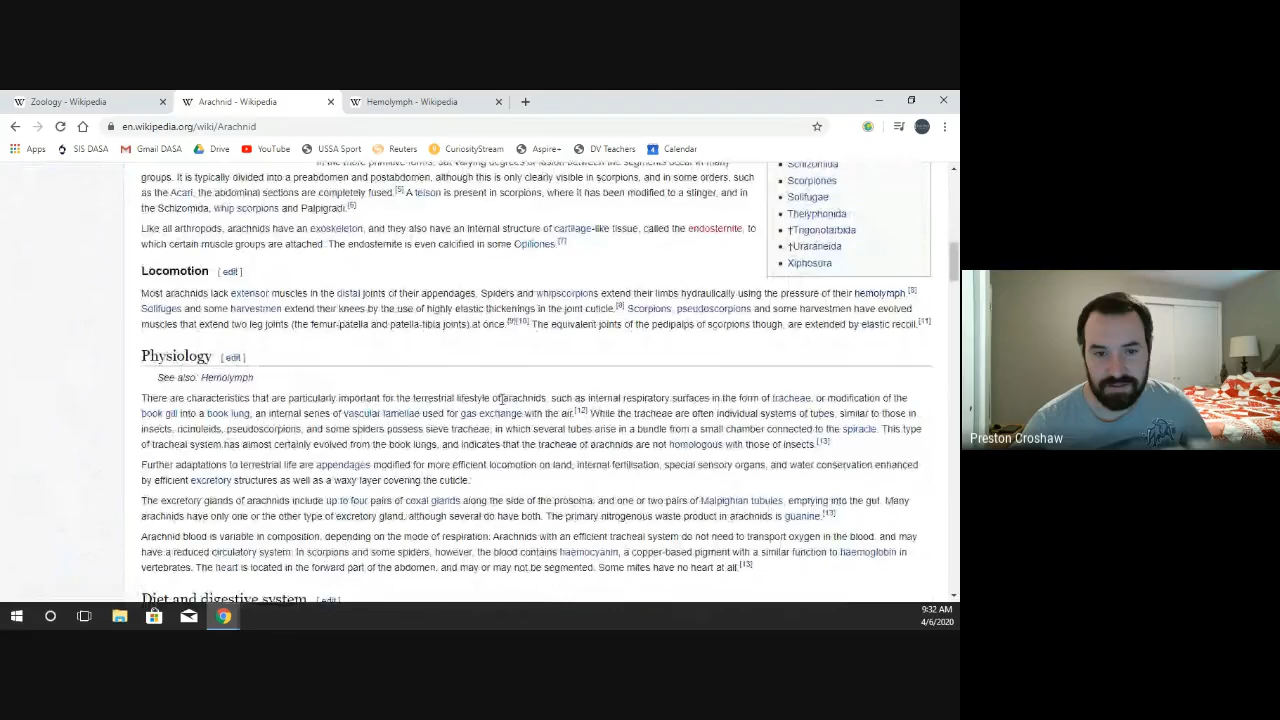 Zoology - Wikipedia
Arachnid - Wikipedia
Hemolymph - Wikipedia
en.wikipedia.org/wiki/Arachnid
Apps SIS DASA Gmail DASA Drive YouTube USSA Sport Reuters CuriosityStream Aspire+ DV Teachers Calendar
groups. It is typically divided into a preabdomen and postabdomen, although this is only clearly visible in scorpions, and in some orders, such
as the Acari, the abdominal sections are completely fused.[5] A telson is present in scorpions, where it has been modified to a stinger, and in
the Schizomida, whip scorpions and Palpigradi.[6]
Like all arthropods, arachnids have an exoskeleton, and they also have an internal structure of cartilage-like tissue, called the endosternite, to
which certain muscle groups are attached. The endosternite is even calcified in some Opiliones.[7]
Schizomida
Scorpiones
Solifugae
Thelyphonida
†Trigonotarbida
†Uraraneida
Xiphosura
Locomotion [ edit ]
Most arachnids lack extensor muscles in the distal joints of their appendages. Spiders and whipscorpions extend their limbs hydraulically using the pressure of their hemolymph.[8]
Solifuges and some harvestmen extend their knees by the use of highly elastic thickenings in the joint cuticle.[8] Scorpions, pseudoscorpions and some harvestmen have evolved
muscles that extend two leg joints (the femur-patella and patella-tibia joints) at once.[9][10] The equivalent joints of the pedipalps of scorpions though, are extended by elastic recoil.[11]
Physiology [ edit ]
See also: Hemolymph
There are characteristics that are particularly important for the terrestrial lifestyle of arachnids, such as internal respiratory surfaces in the form of tracheae, or modification of the
book gill into a book lung, an internal series of vascular lamellae used for gas exchange with the air.[12] While the tracheae are often individual systems of tubes, similar to those in
insects, ricinuleids, pseudoscorpions, and some spiders possess sieve tracheae, in which several tubes arise in a bundle from a small chamber connected to the spiracle. This type
of tracheal system has almost certainly evolved from the book lungs, and indicates that the tracheae of arachnids are not homologous with those of insects.[13]
Further adaptations to terrestrial life are appendages modified for more efficient locomotion on land, internal fertilisation, special sensory organs, and water conservation enhanced
by efficient excretory structures as well as a waxy layer covering the cuticle.
The excretory glands of arachnids include up to four pairs of coxal glands along the side of the prosoma, and one or two pairs of Malpighian tubules, emptying into the gut. Many
arachnids have only one or the other type of excretory gland, although several do have both. The primary nitrogenous waste product in arachnids is guanine.[13]
Arachnid blood is variable in composition, depending on the mode of respiration. Arachnids with an efficient tracheal system do not need to transport oxygen in the blood, and may
have a reduced circulatory system. In scorpions and some spiders, however, the blood contains haemocyanin, a copper-based pigment with a similar function to haemoglobin in
vertebrates. The heart is located in the forward part of the abdomen, and may or may not be segmented. Some mites have no heart at all.[13]
Diet and digestive system [ edit ]
9:32 AM
4/6/2020
Preston Croshaw